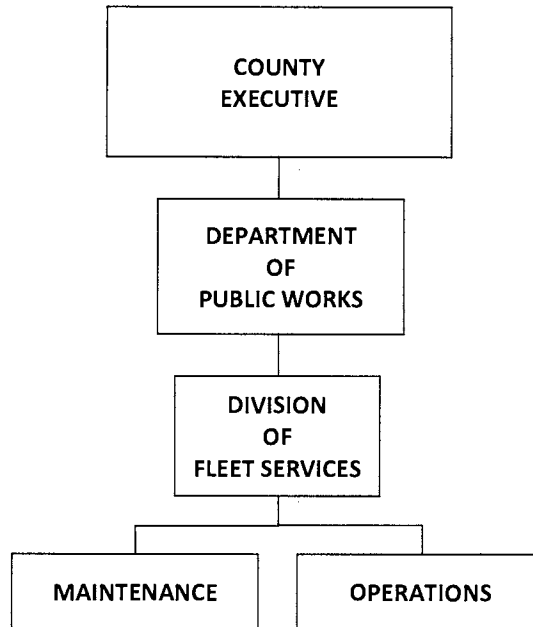 COUNTY
EXECUTIVE
DEPARTMENT
OF
PUBLIC WORKS
DIVISION
OF
FLEET SERVICES
MAINTENANCE
OPERATIONS